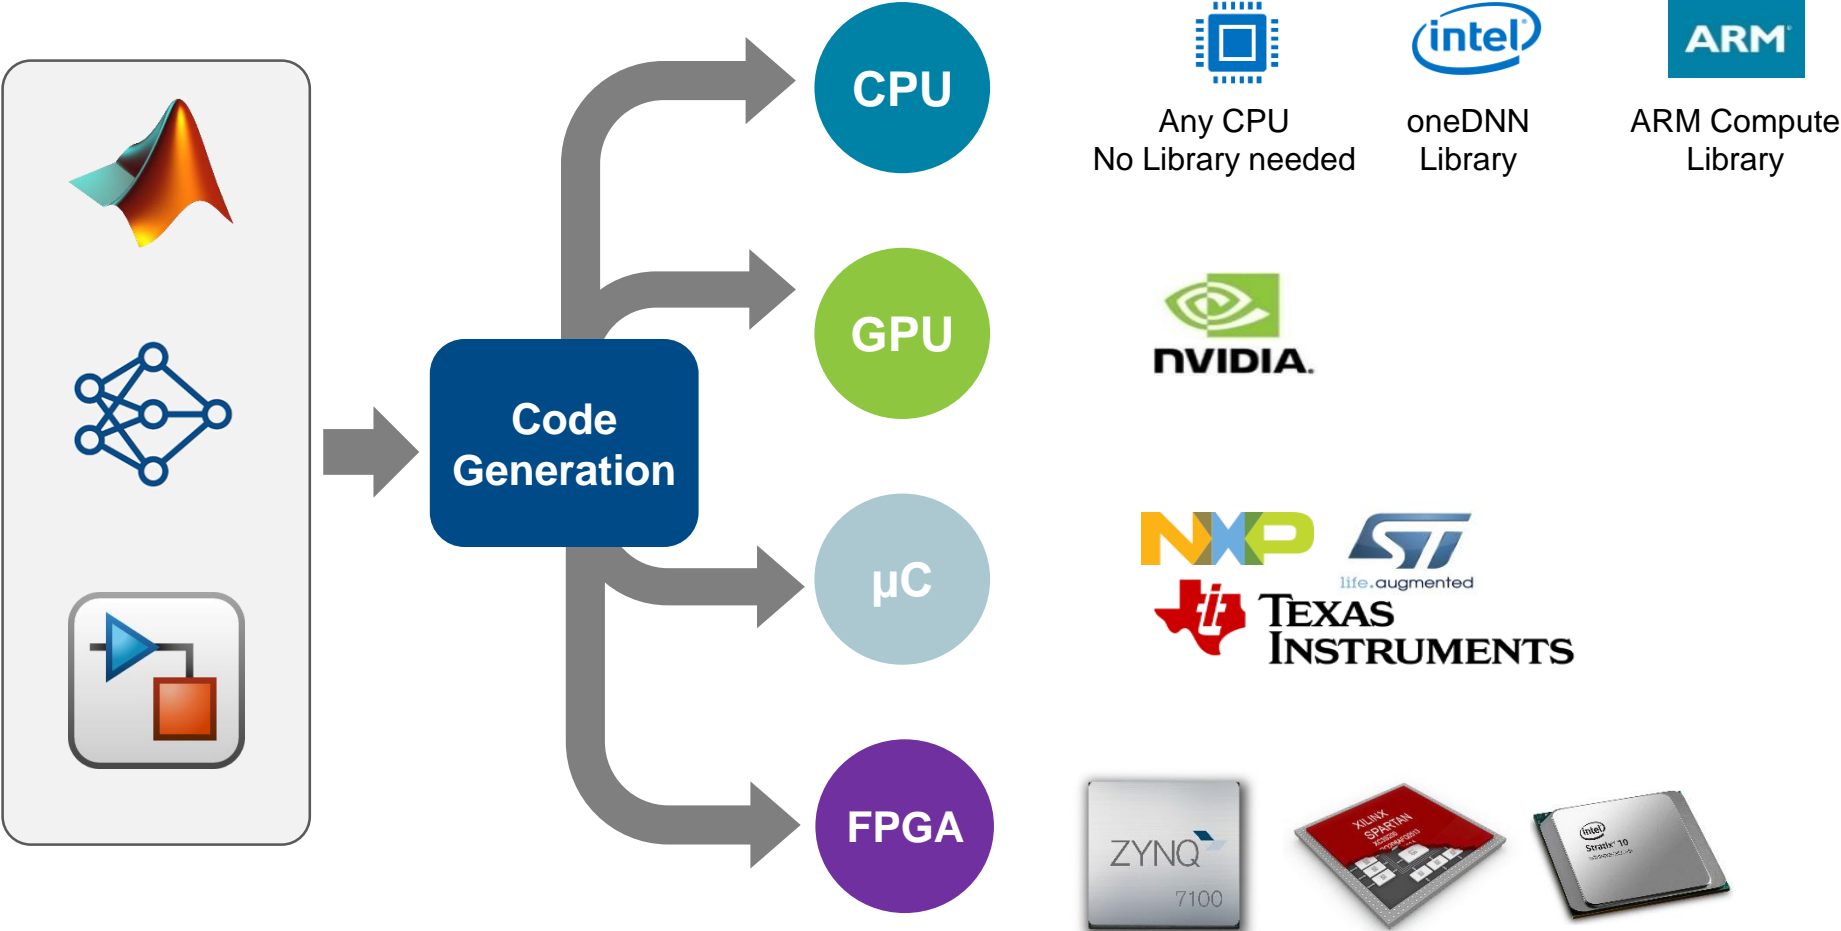 CPU
intel
ARM
Any CPU
No Library needed
oneDNN
Library
ARM Compute
Library
GPU
NVIDIA.
Code
Generation
µC
NXP
ST
life.augmented
TEXAS
INSTRUMENTS
FPGA
ZYNQ
7100
XILINX
SPARTAN
intel
Stratix 10